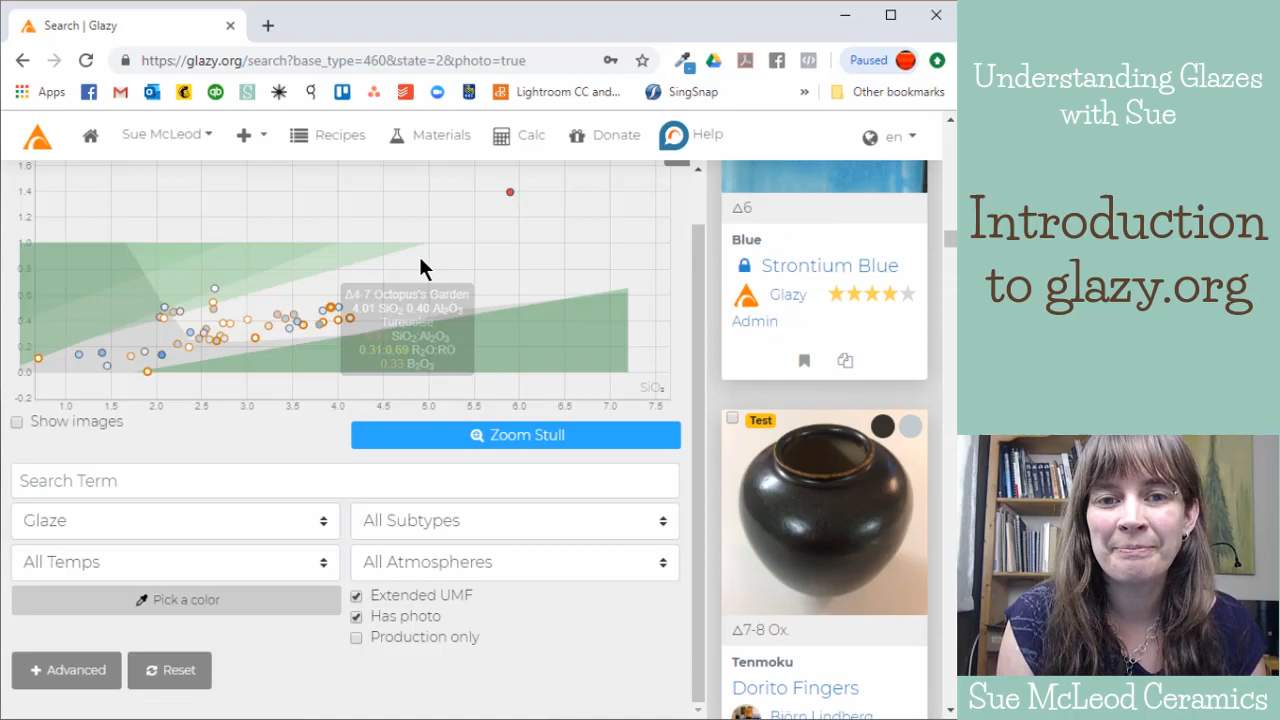 Search | Glazy
https://glazy.org/search?base_type=460&state=2&photo=true
Paused
Apps
Lightroom CC and...
SingSnap
»
Other bookmarks
Sue McLeod
Recipes
Materials
Calc
Donate
Help
en
1.6
1.4
1.2
1.0
0.8
0.6
0.4
0.2
0.0
-0.2
1.0 1.5 2.0 2.5 3.0 3.5 4.0 4.5 5.0 5.5 6.0 6.5 7.0 7.5
SiO₂
Δ4-7 Octopus's Garden
4.01 SiO₂ 0.40 Al₂O₃
Turquoise
SiO₂:Al₂O₃
0.31:0.69 R₂O:RO
0.33 B₂O₃
Show images
Zoom Stull
Search Term
Glaze
All Subtypes
All Temps
All Atmospheres
Pick a color
Extended UMF
Has photo
Production only
+ Advanced
Reset
Δ6
Blue
Strontium Blue
Glazy
Admin
Test
Δ7-8 Ox.
Tenmoku
Dorito Fingers
Björn Lindberg
Understanding Glazes
with Sue
Introduction
to glazy.org
Sue McLeod Ceramics